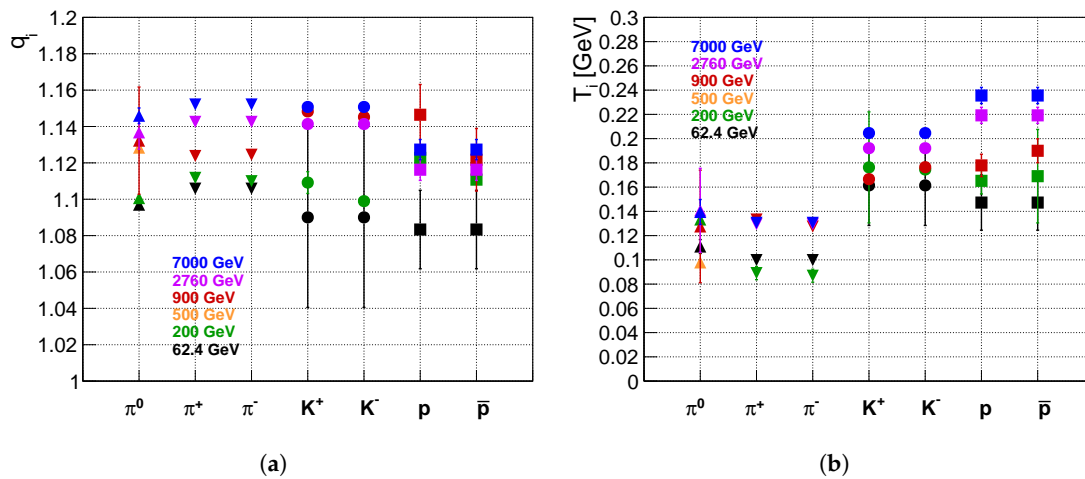 q_i
1.2
1.18
1.16
1.14
1.12
1.1
1.08
1.06
1.04
1.02
1
7000 GeV
2760 GeV
900 GeV
500 GeV
200 GeV
62.4 GeV
π⁰ π⁺ π⁻ K⁺ K⁻ p p̅
(a)
T_i [GeV]
0.3
0.28
0.26
0.24
0.22
0.2
0.18
0.16
0.14
0.12
0.1
0.08
0.06
0.04
0.02
0
7000 GeV
2760 GeV
900 GeV
500 GeV
200 GeV
62.4 GeV
π⁰ π⁺ π⁻ K⁺ K⁻ p p̅
(b)